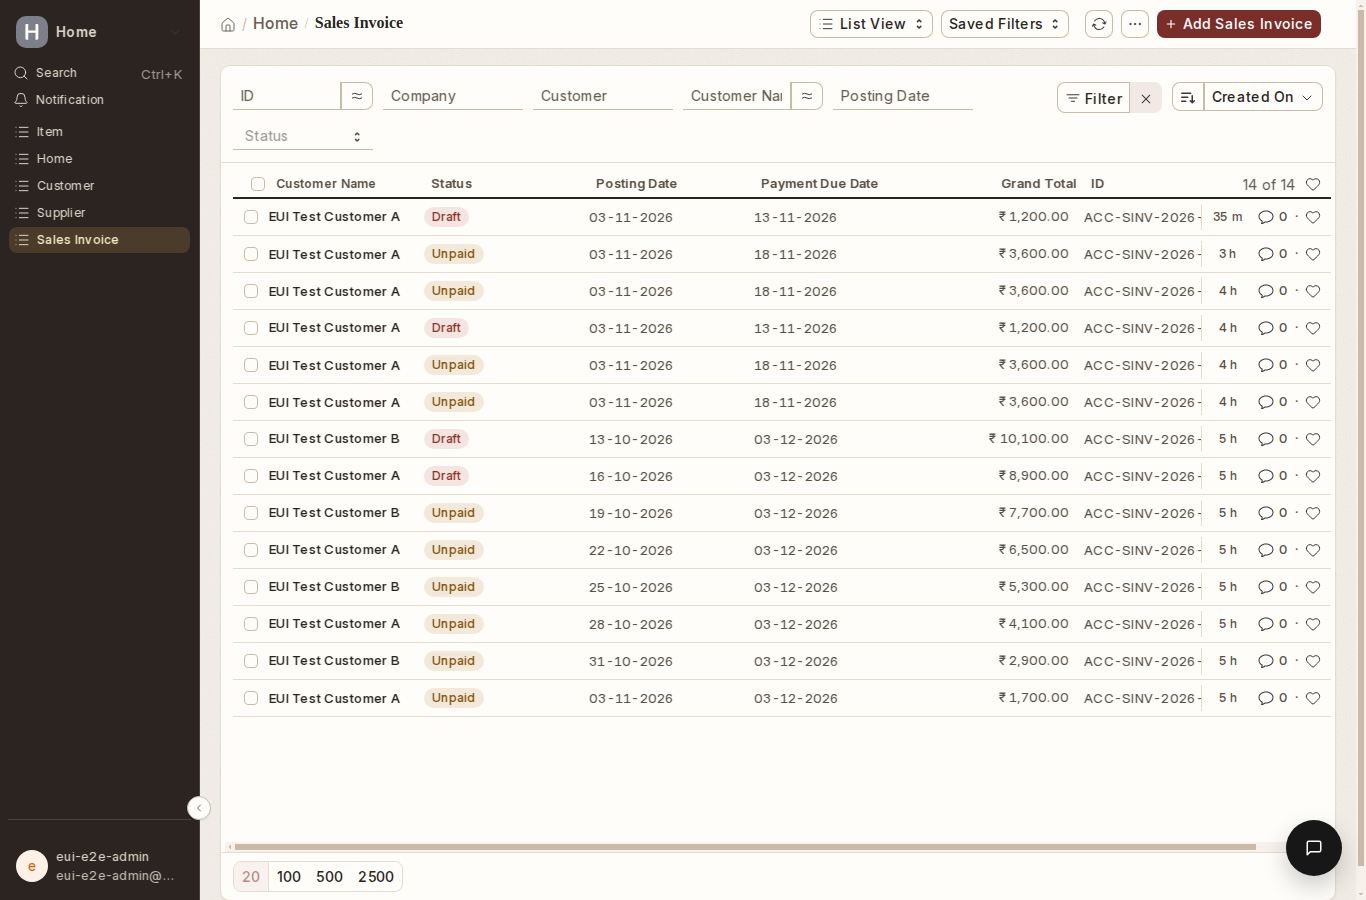 H Home
Search Ctrl+K
Notification
Item
Home
Customer
Supplier
Sales Invoice
eui-e2e-admin
e
eui-e2e-admin@...
/ Home / Sales Invoice
List View Saved Filters ... + Add Sales Invoice
ID ≈ Company Customer Customer Nar ≈ Posting Date Filter × Created On
Status
Customer Name Status Posting Date Payment Due Date Grand Total ID 14 of 14
EUI Test Customer A Draft 03-11-2026 13-11-2026 ₹ 1,200.00 ACC-SINV-2026- 35 m 0 ·
EUI Test Customer A Unpaid 03-11-2026 18-11-2026 ₹ 3,600.00 ACC-SINV-2026- 3 h 0 ·
EUI Test Customer A Unpaid 03-11-2026 18-11-2026 ₹ 3,600.00 ACC-SINV-2026- 4 h 0 ·
EUI Test Customer A Draft 03-11-2026 13-11-2026 ₹ 1,200.00 ACC-SINV-2026- 4 h 0 ·
EUI Test Customer A Unpaid 03-11-2026 18-11-2026 ₹ 3,600.00 ACC-SINV-2026- 4 h 0 ·
EUI Test Customer A Unpaid 03-11-2026 18-11-2026 ₹ 3,600.00 ACC-SINV-2026- 4 h 0 ·
EUI Test Customer B Draft 13-10-2026 03-12-2026 ₹ 10,100.00 ACC-SINV-2026- 5 h 0 ·
EUI Test Customer A Draft 16-10-2026 03-12-2026 ₹ 8,900.00 ACC-SINV-2026- 5 h 0 ·
EUI Test Customer B Unpaid 19-10-2026 03-12-2026 ₹ 7,700.00 ACC-SINV-2026- 5 h 0 ·
EUI Test Customer A Unpaid 22-10-2026 03-12-2026 ₹ 6,500.00 ACC-SINV-2026- 5 h 0 ·
EUI Test Customer B Unpaid 25-10-2026 03-12-2026 ₹ 5,300.00 ACC-SINV-2026- 5 h 0 ·
EUI Test Customer A Unpaid 28-10-2026 03-12-2026 ₹ 4,100.00 ACC-SINV-2026- 5 h 0 ·
EUI Test Customer B Unpaid 31-10-2026 03-12-2026 ₹ 2,900.00 ACC-SINV-2026- 5 h 0 ·
EUI Test Customer A Unpaid 03-11-2026 03-12-2026 ₹ 1,700.00 ACC-SINV-2026- 5 h 0 ·
20 100 500 2500